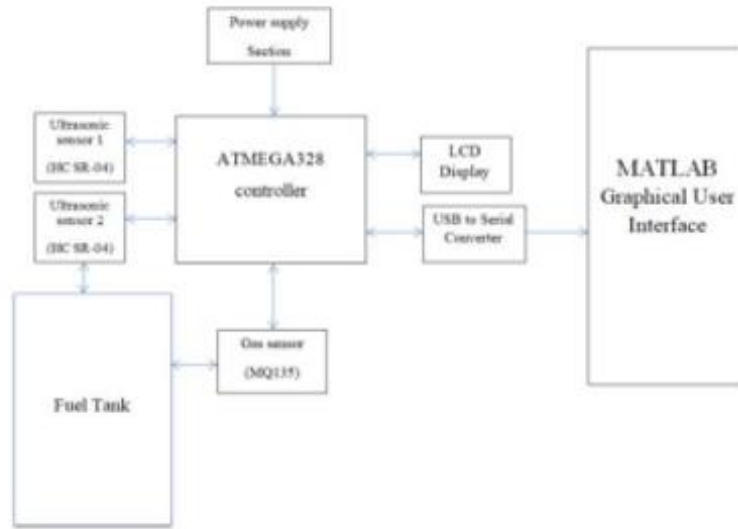 Power supply
Section
Ultrasonic
sensor 1
(HC SR-04)
ATMEGA328
controller
LCD
Display
MATLAB
Graphical User
Interface
Ultrasonic
sensor 2
(HC SR-04)
USB to Serial
Converter
Gas sensor
(MQ135)
Fuel Tank